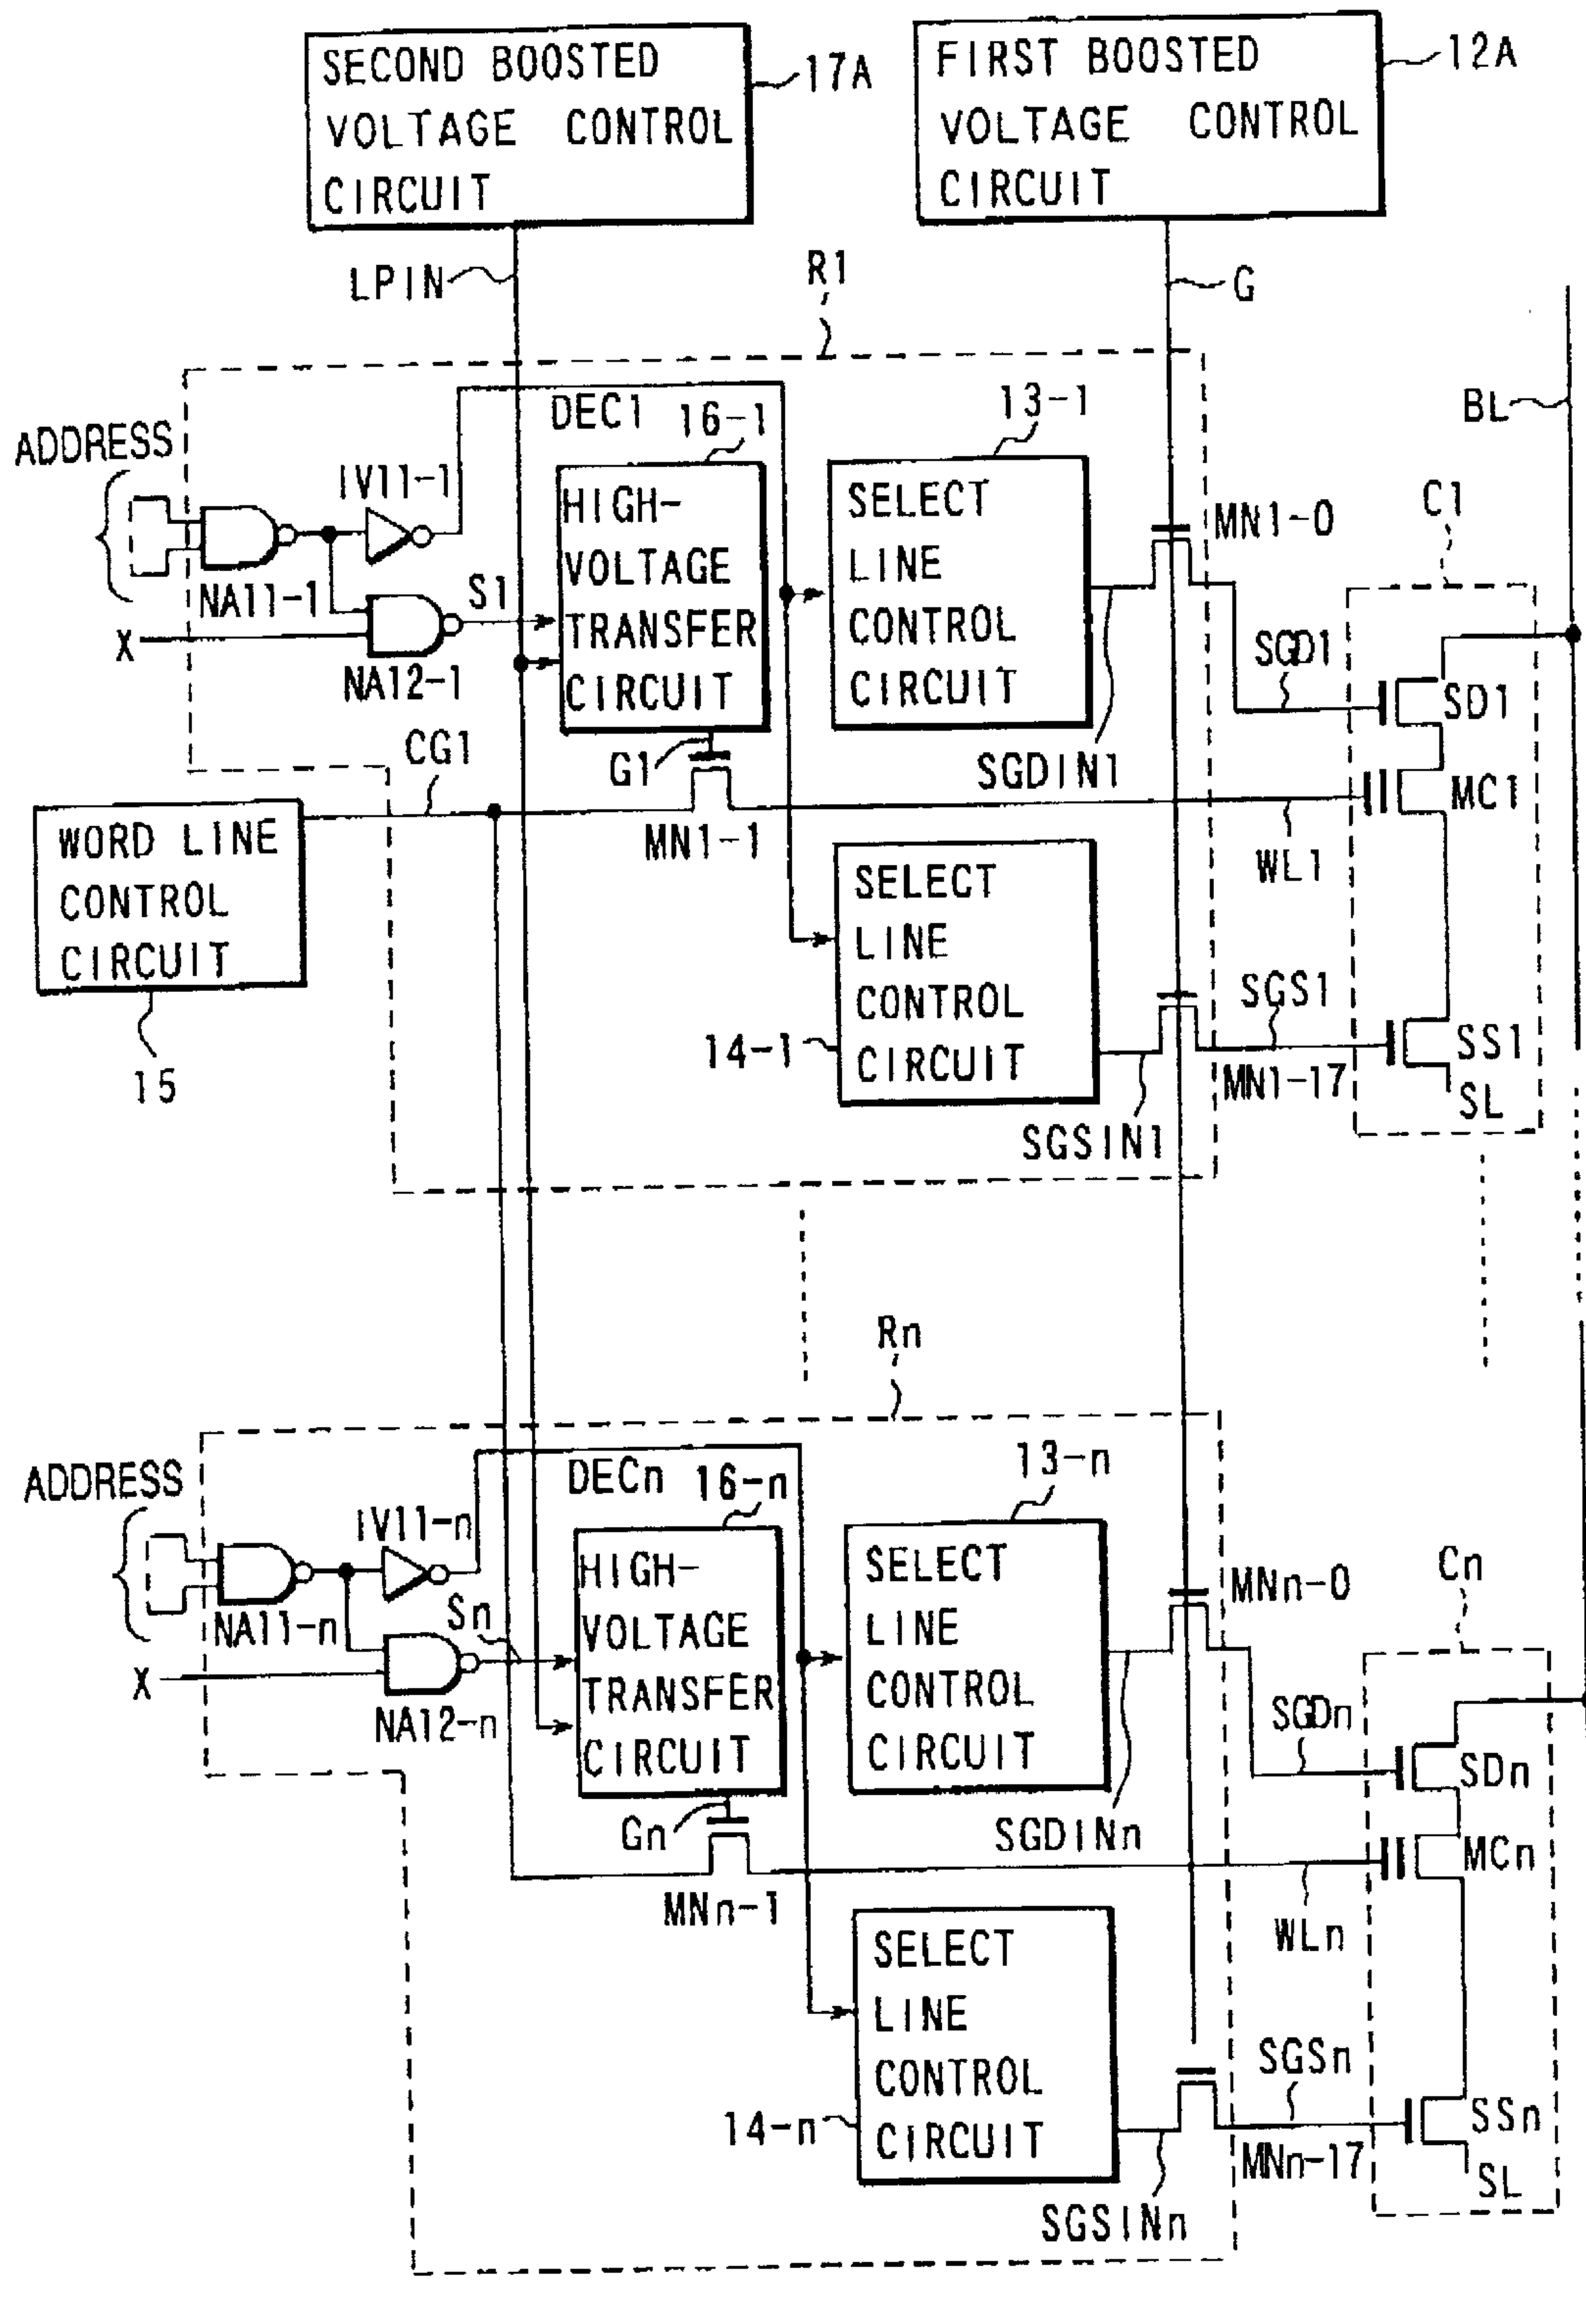 SECOND BOOSTED
VOLTAGE CONTROL
CIRCUIT
17A
FIRST BOOSTED
VOLTAGE CONTROL
CIRCUIT
12A
LPIN
R1
G
BL
ADDRESS
DEC1
16-1
13-1
IV11-1
HIGH-
VOLTAGE
TRANSFER
CIRCUIT
SELECT
LINE
CONTROL
CIRCUIT
MN1-0
C1
NA11-1
S1
X
NA12-1
SGD1
SD1
CG1
G1
SGDIN1
MC1
MN1-1
WL1
WORD LINE
CONTROL
CIRCUIT
15
SELECT
LINE
CONTROL
CIRCUIT
14-1
SGS1
SS1
MN1-17
SL
SGSIN1
Rn
ADDRESS
DECn
16-n
13-n
IV11-n
HIGH-
VOLTAGE
TRANSFER
CIRCUIT
SELECT
LINE
CONTROL
CIRCUIT
MNn-0
Cn
NA11-n
Sn
X
NA12-n
SGDn
SDn
Gn
SGDINn
MCn
MNn-1
WLn
SELECT
LINE
CONTROL
CIRCUIT
14-n
SGSn
SSn
MNn-17
SL
SGSINn